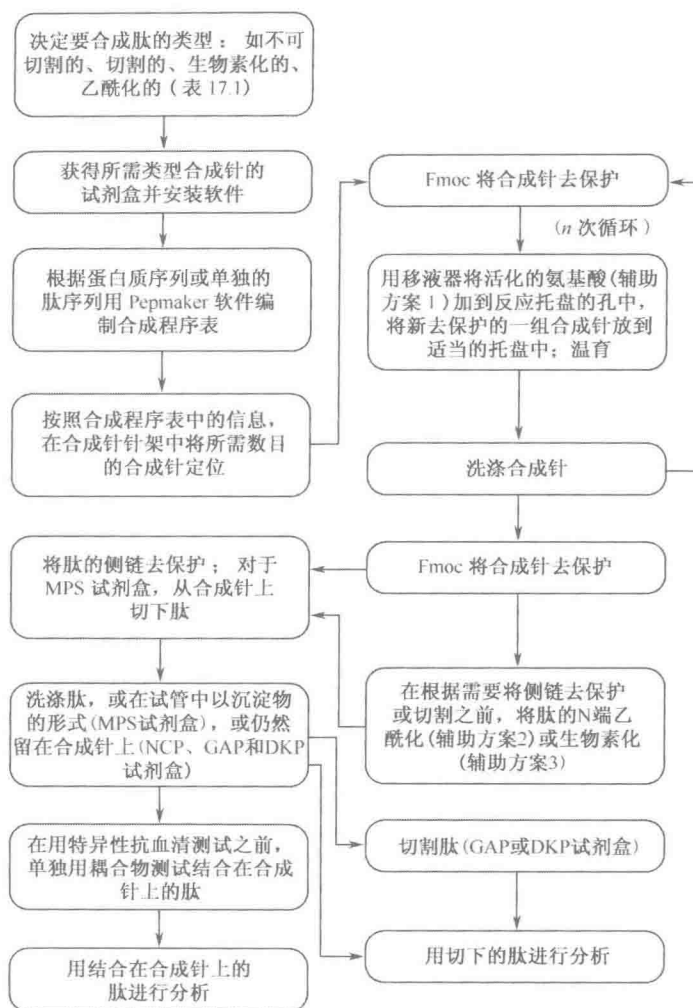 决定要合成肽的类型： 如不可
切割的、切割的、生物素化的、
乙酰化的 ( 表 17.1)
获得所需类型合成针的
试剂盒并安装软件
根据蛋白质序列或单独的
肽序列用 Pepmaker 软件编
制合成程序表
按照合成程序表中的信息，
在合成针针架中将所需数目
的合成针定位
Fmoc 将合成针去保护
(n 次循环 )
用移液器将活化的氨基酸(辅助
方案 1 )加到反应托盘的孔中，
将新去保护的一组合成针放到
适当的托盘中；温育
洗涤合成针
Fmoc 将合成针去保护
在根据需要将侧链去保护
或切割之前，将肽的N端乙
酰化(辅助方案2)或生物素化
(辅助方案3)
将肽的侧链去保护 ；对于
MPS 试剂盒，从合成针上
切下肽
洗涤肽，或在试管中以沉淀物
的形式(MPS试剂盒)，或仍然
留在合成针上(NCP、GAP和DKP
试剂盒)
在用特异性抗血清测试之前，
单独用耦合物测试结合在合成
针上的肽
用结合在合成针上的
肽进行分析
切割肽(GAP或DKP试剂盒)
用切下的肽进行分析